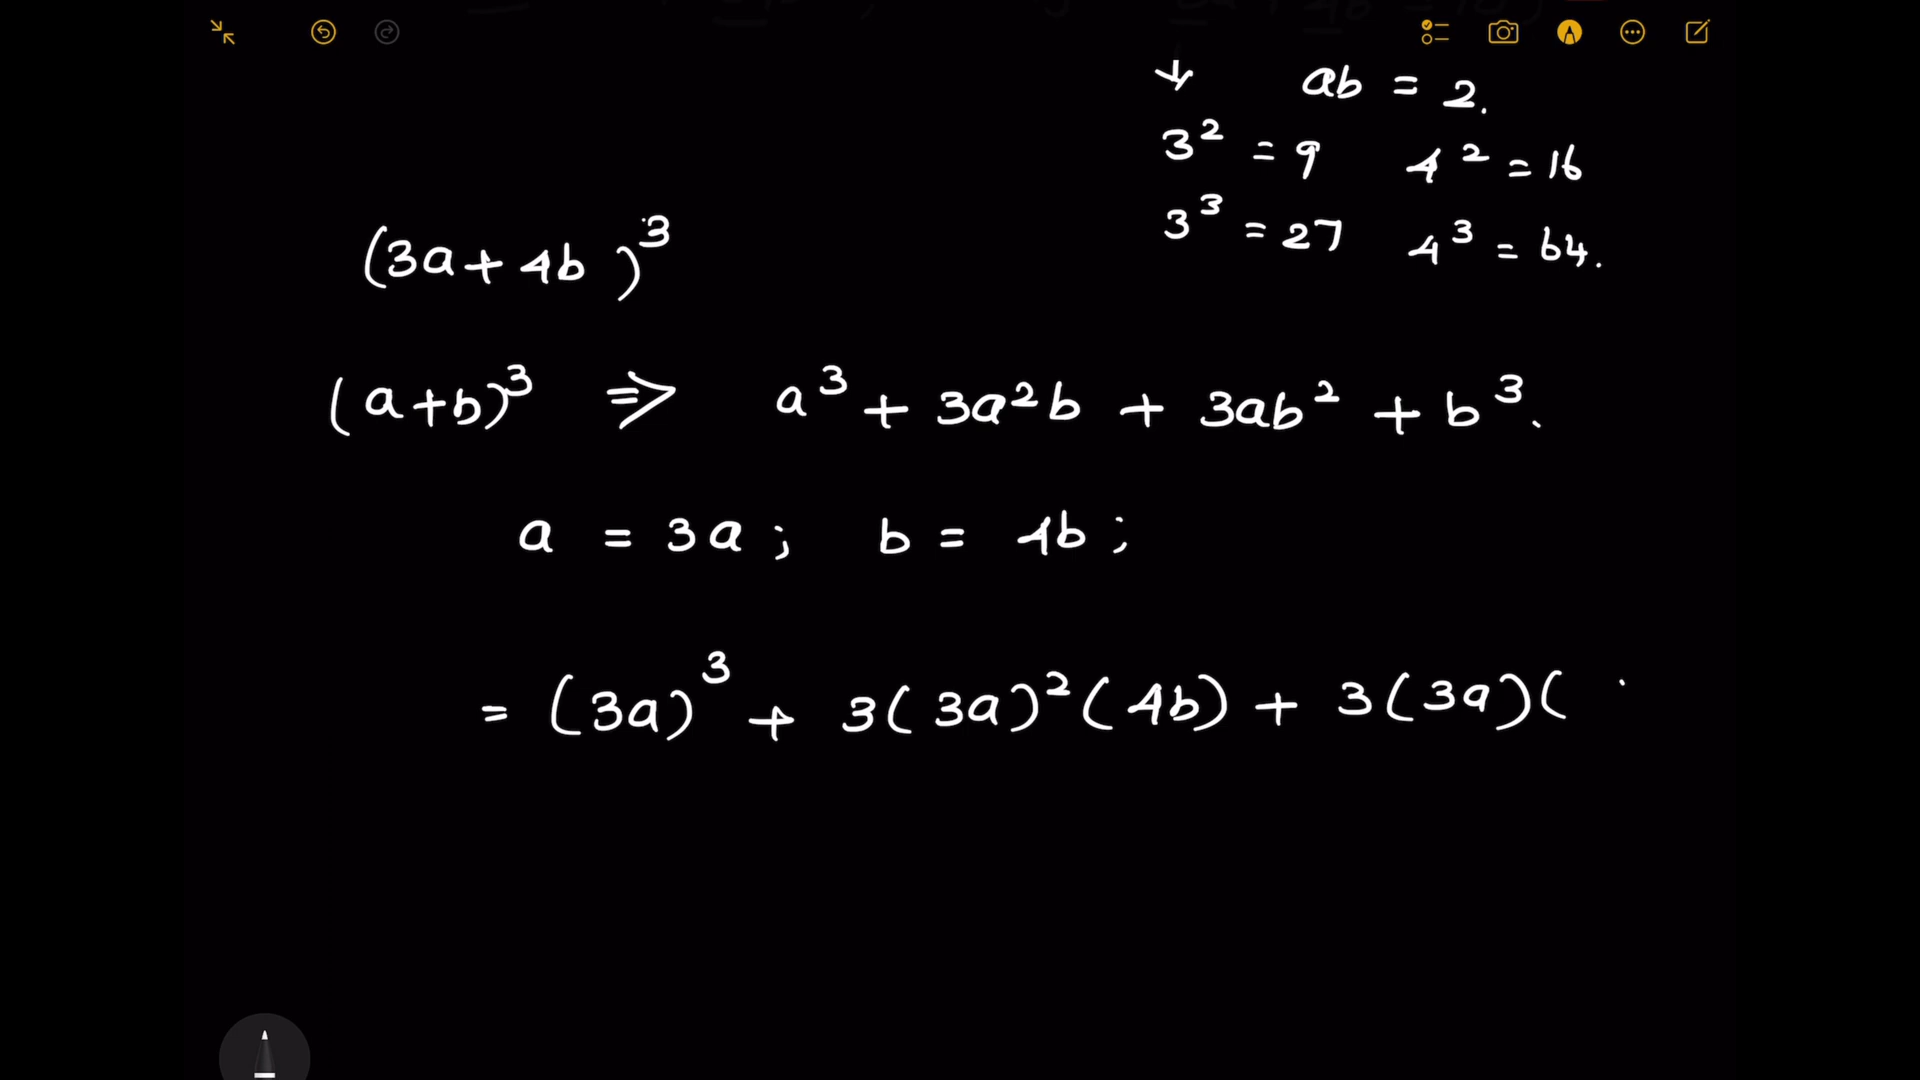 ab = 2.
3² = 9 4² = 16
3³ = 27 4³ = 64.
(3a + 4b)³
(a+b)³ ⇒ a³ + 3a²b + 3ab² + b³.
a = 3a ; b = 4b ;
= (3a)³ + 3(3a)²(4b) + 3(3a)(